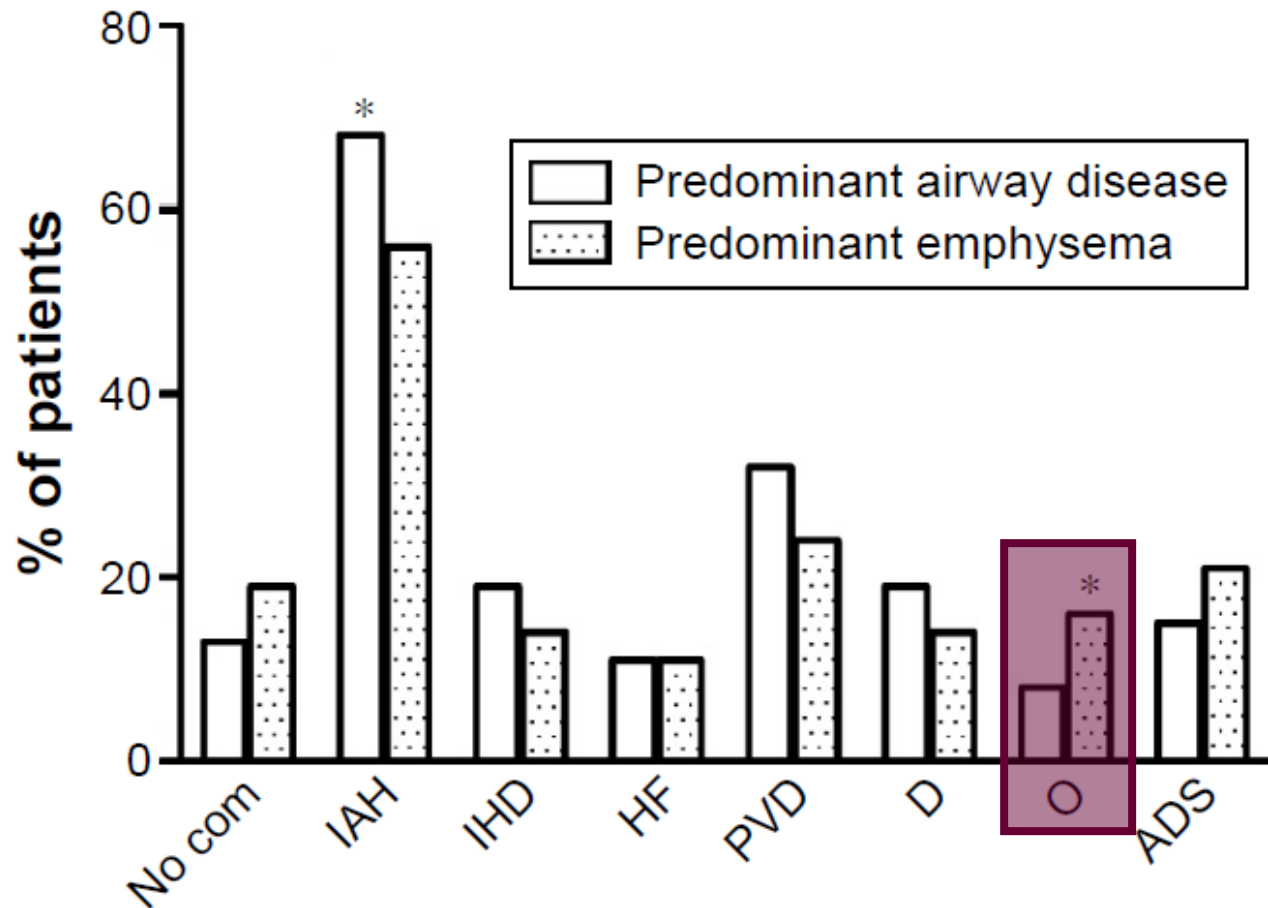 % of patients
80
60
40
20
0
*
*
Predominant airway disease
Predominant emphysema
No com
IAH
IHD
HF
PVD
D
O
ADS